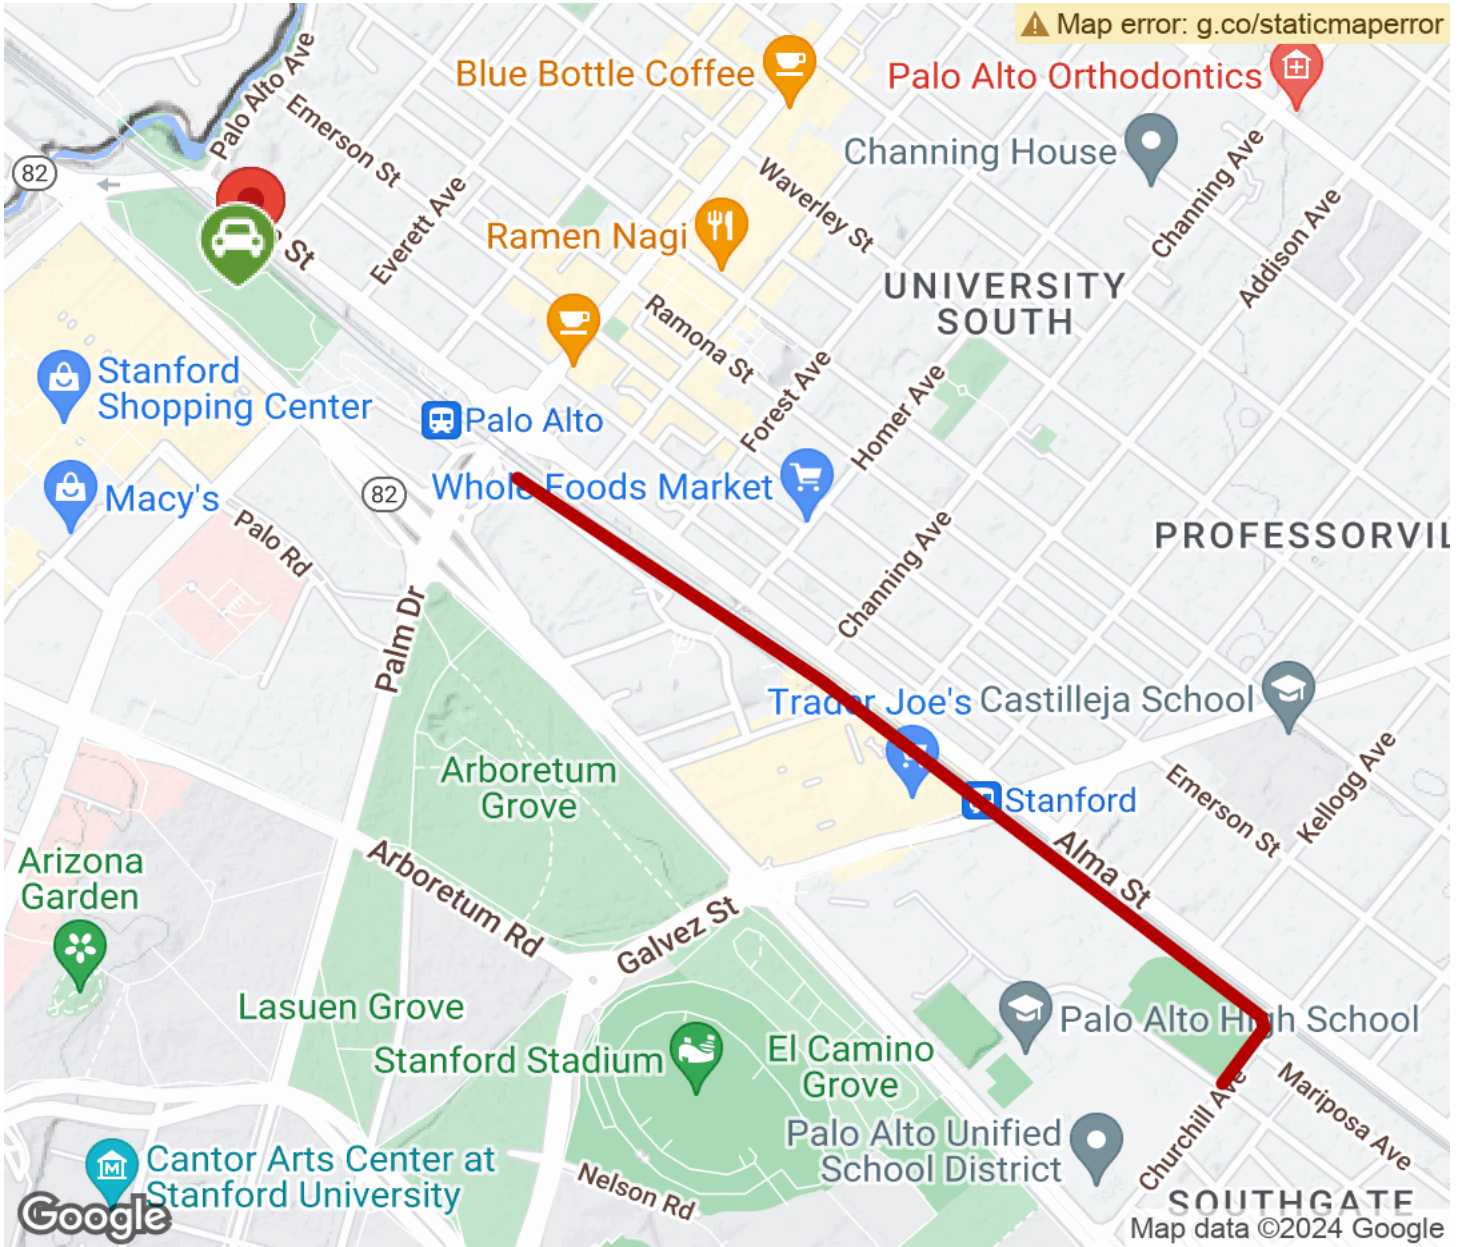 Map error: g.co/staticmaperror
Palo Alto Ave
Blue Bottle Coffee
Palo Alto Orthodontics
Emerson St
Channing House
Channing Ave
82
Waverley St
Everett Ave
Addison Ave
St
Ramen Nagi
UNIVERSITY
SOUTH
Ramona St
Stanford
Shopping Center
Forest Ave
Homer Ave
Palo Alto
Macy's
82
Whole Foods Market
Palo Rd
Channing Ave
PROFESSORVIL
Palm Dr
Trader Joe's
Castilleja School
Arboretum
Grove
Stanford
Emerson St
Kellogg Ave
Arizona
Garden
Arboretum Rd
Alma St
Galvez St
Lasuen Grove
Palo Alto High School
Stanford Stadium
El Camino
Grove
Churchill Ave
Mariposa Ave
Palo Alto Unified
School District
Cantor Arts Center at
Stanford University
Nelson Rd
SOUTHGATE
Google
Map data ©2024 Google